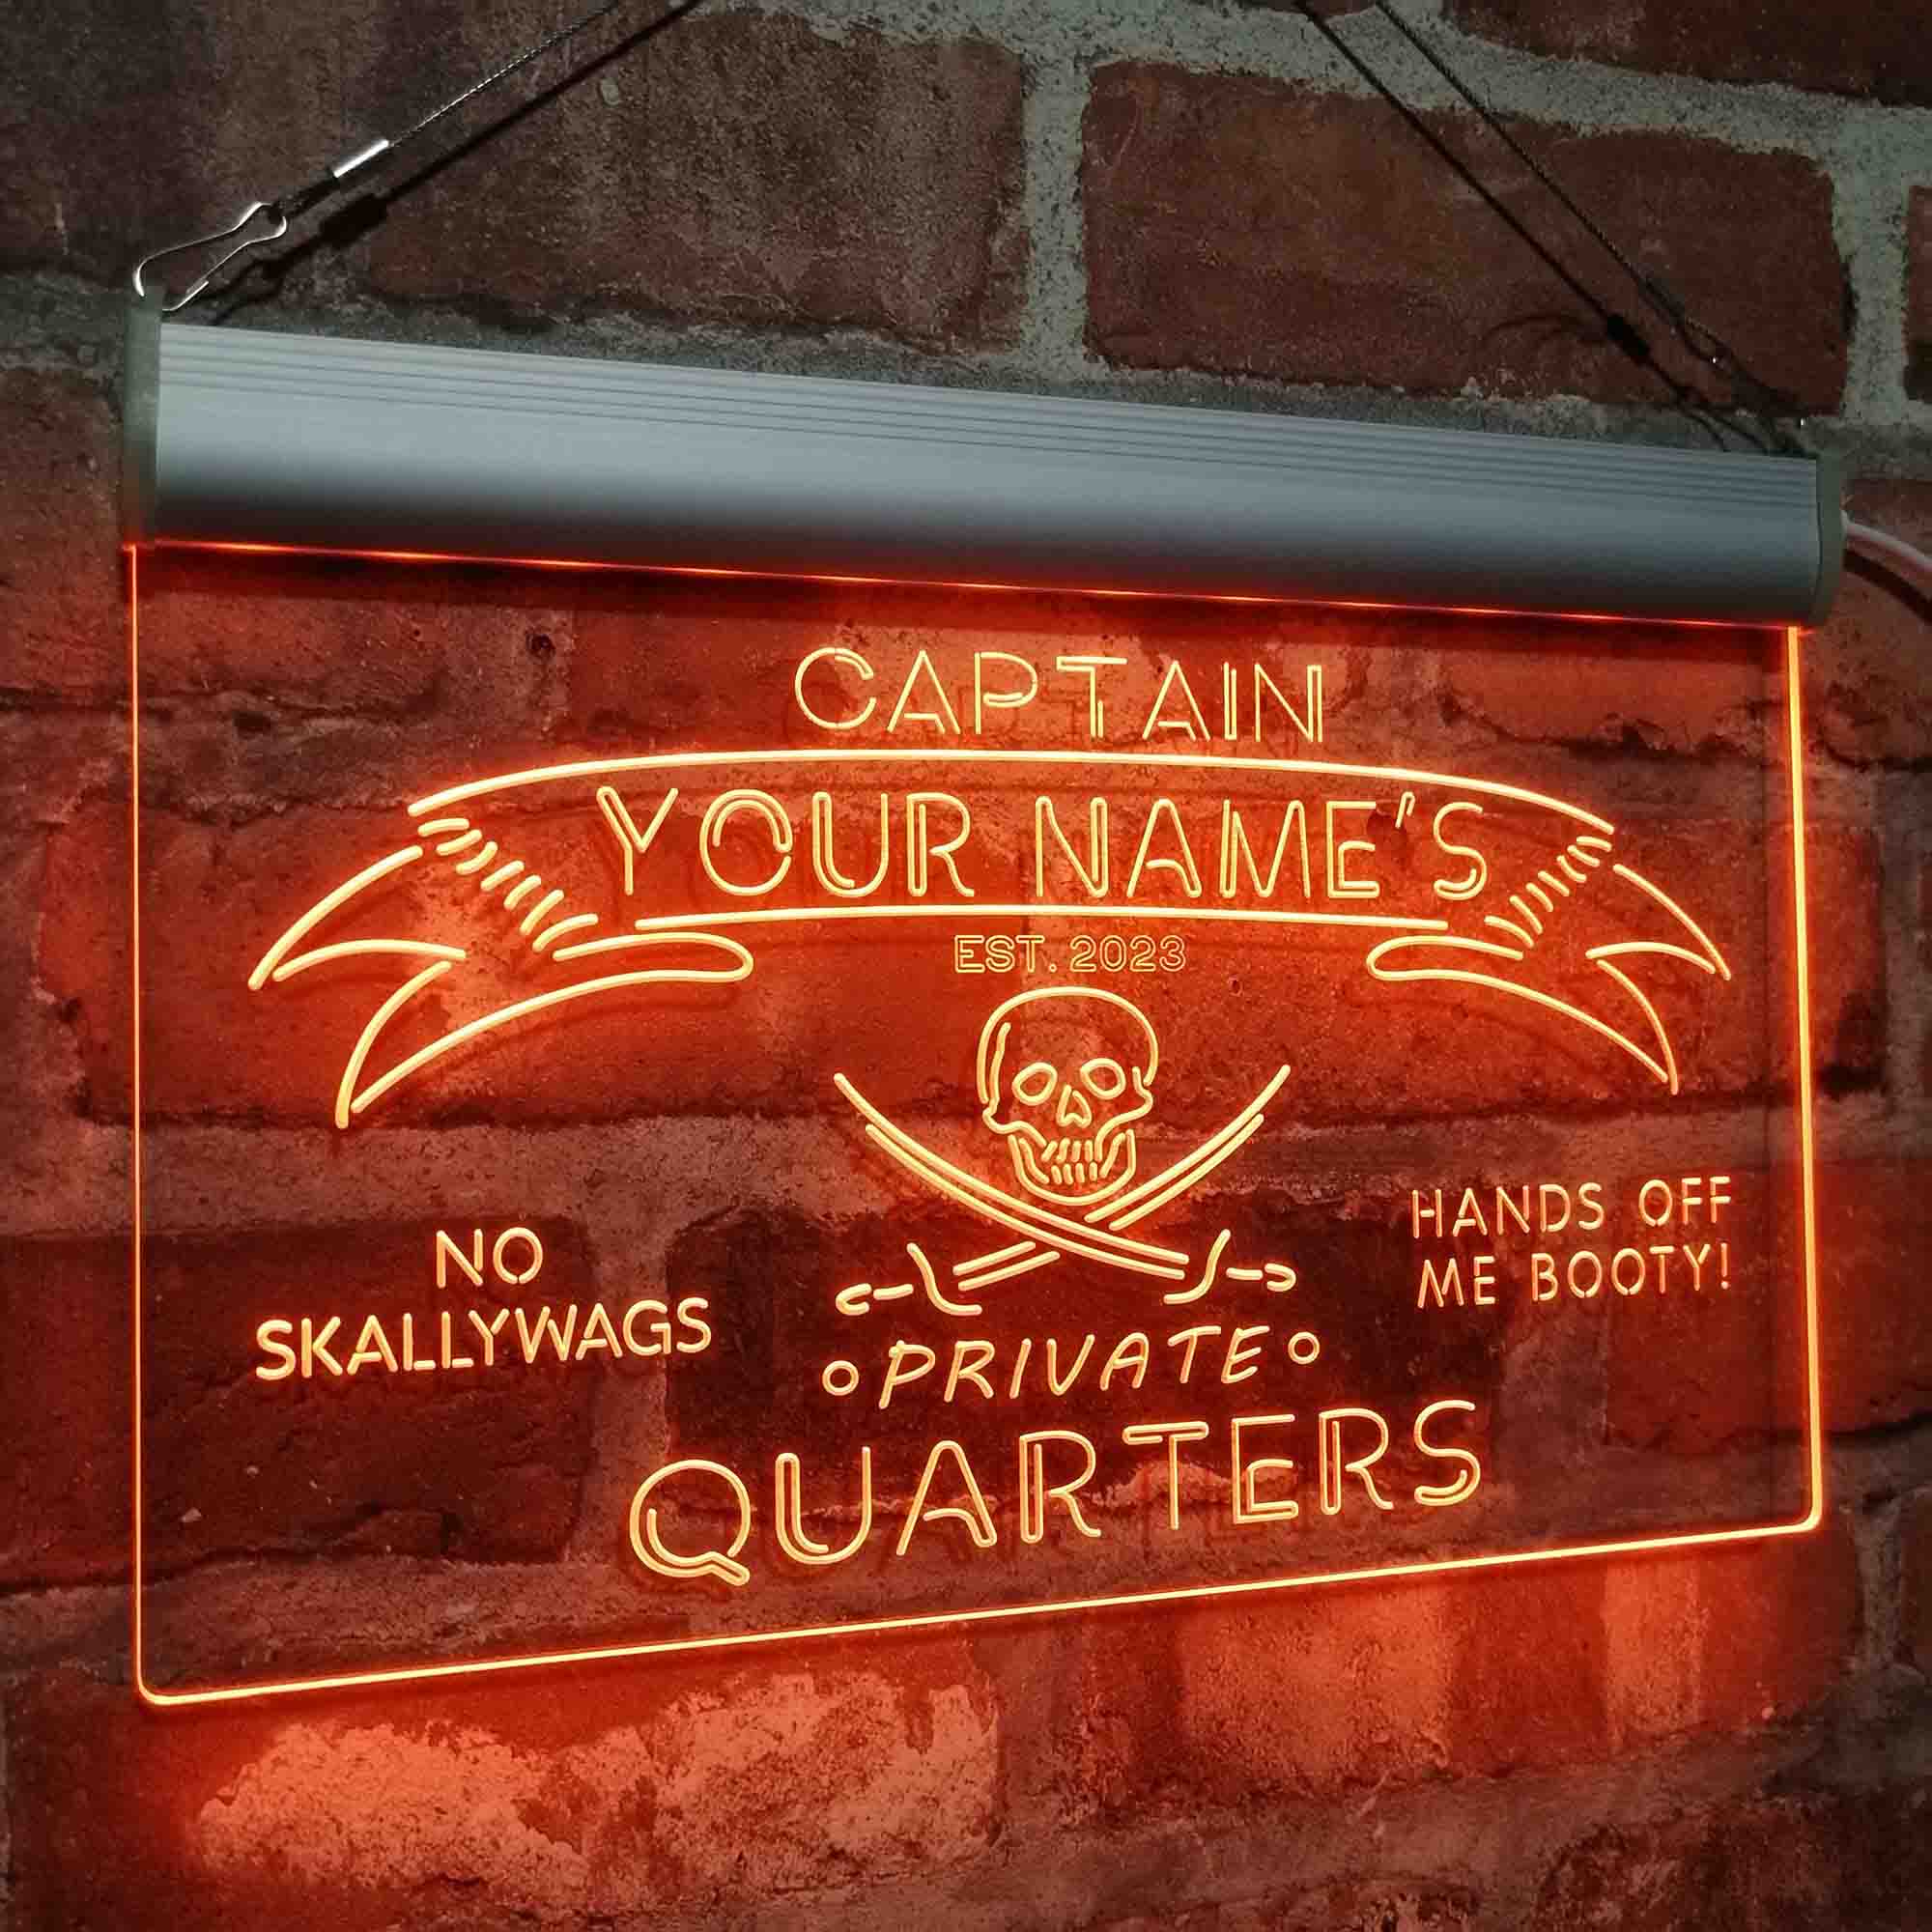 CAPTAIN
YOUR NAME'S
EST. 2023
NO
SKALLYWAGS
HANDS OFF
ME BOOTY!
PRIVATE
QUARTERS